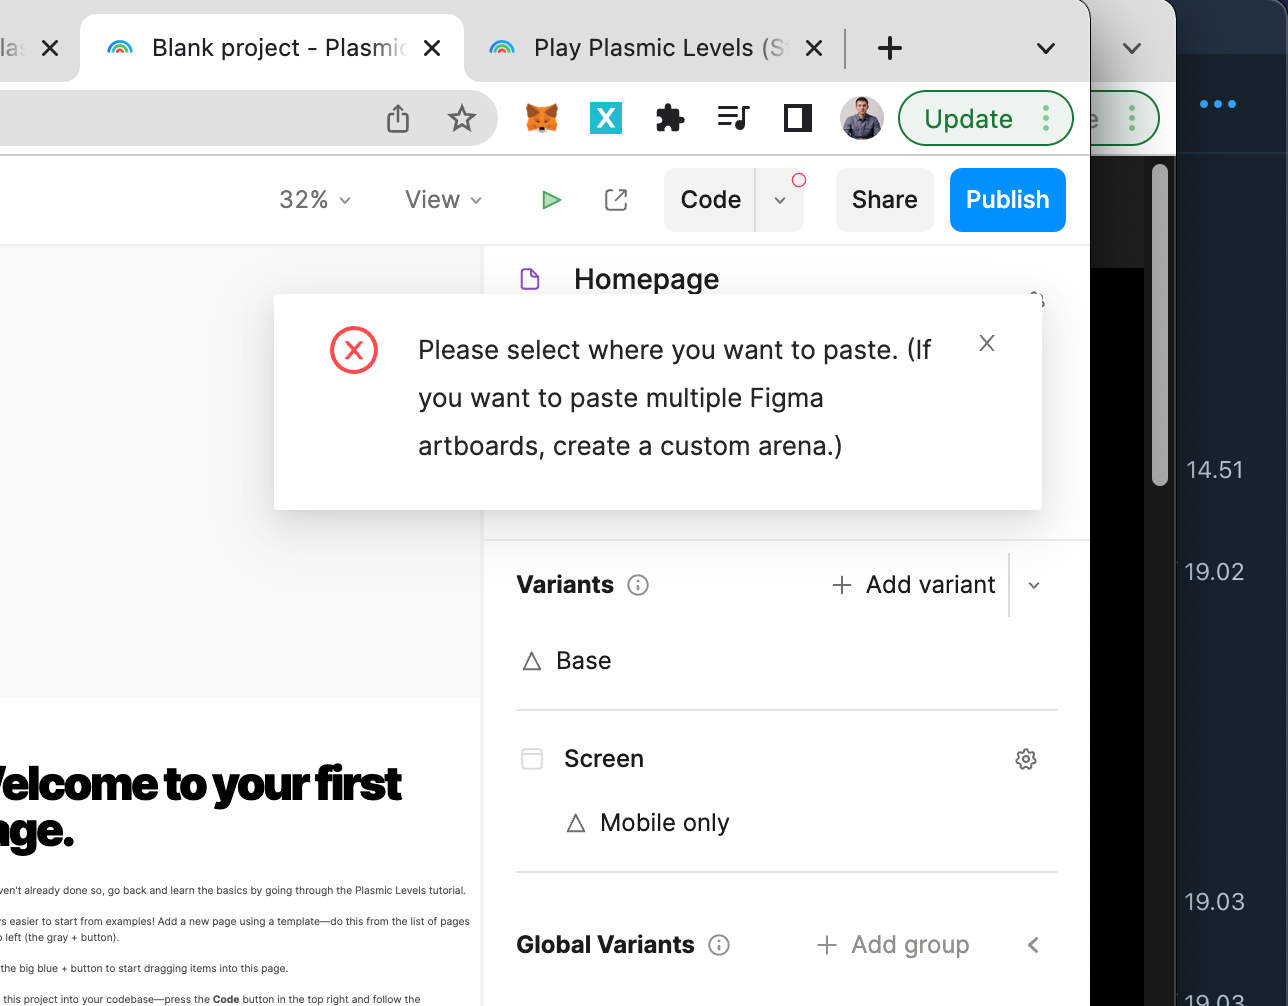 Blank project - Plasmic
Play Plasmic Levels (S
Update
32%
View
Code
Share
Publish
Homepage
Please select where you want to paste. (If
you want to paste multiple Figma
artboards, create a custom arena.)
14.51
19.02
Variants
Add variant
Base
Screen
Mobile only
elcome to your first
age.
ven't already done so, go back and learn the basics by going through the Plasmic Levels tutorial.
s easier to start from examples! Add a new page using a template—do this from the list of pages
left (the gray + button).
the big blue + button to start dragging items into this page.
this project into your codebase—press the Code button in the top right and follow the
Global Variants
Add group
19.03
19.03